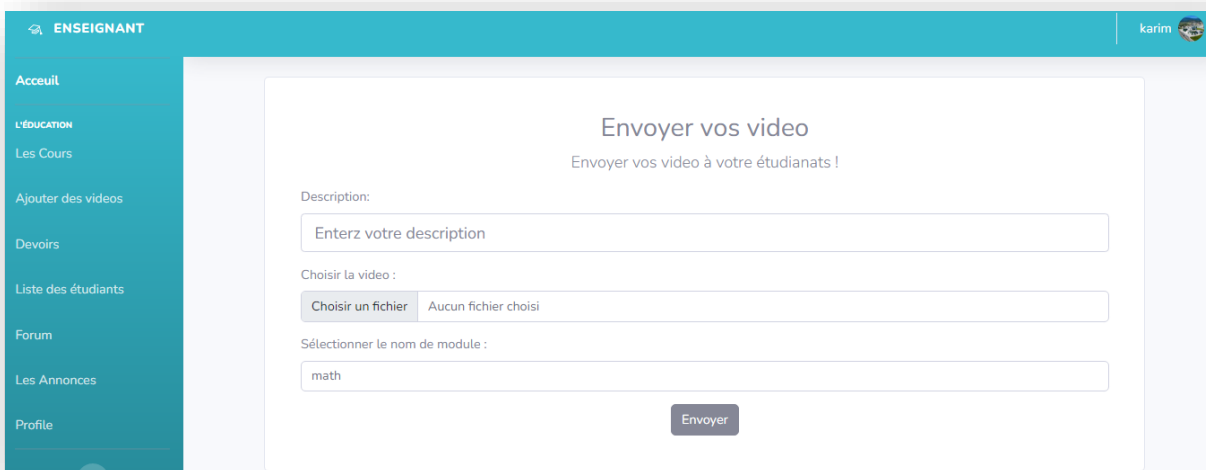 ENSEIGNANT
karim
Acceuil
L'ÉDUCATION
Les Cours
Ajouter des videos
Devoirs
Liste des étudiants
Forum
Les Annonces
Profile
Envoyer vos video
Envoyer vos video à votre étudianats !
Description:
Enterz votre description
Choisir la video :
Choisir un fichier Aucun fichier choisi
Sélectionner le nom de module :
math
Envoyer